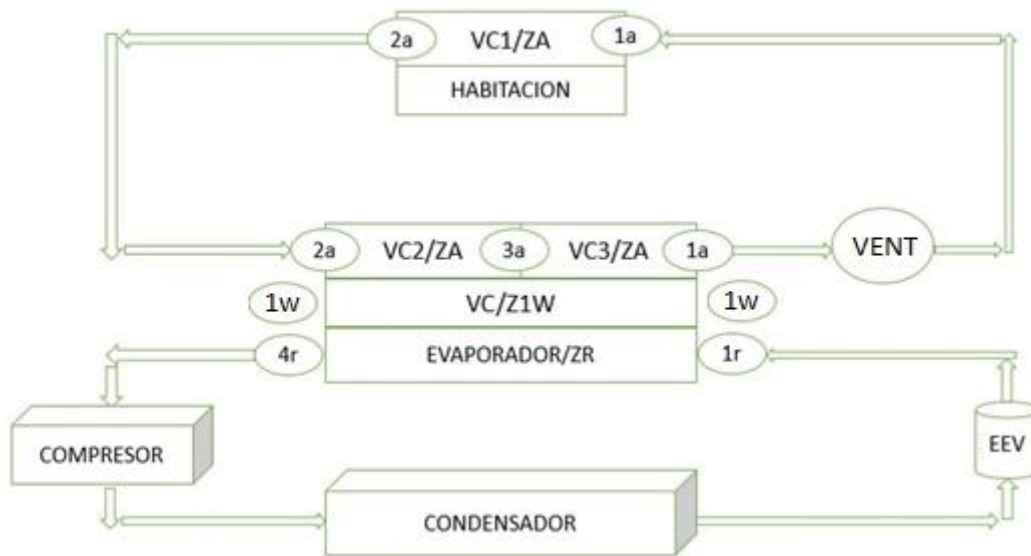 2a VC1/ZA 1a
HABITACION
2a VC2/ZA 3a VC3/ZA 1a VENT
1w VC/Z1W 1w
4r EVAPORADOR/ZR 1r
COMPRESOR EEV
CONDENSADOR